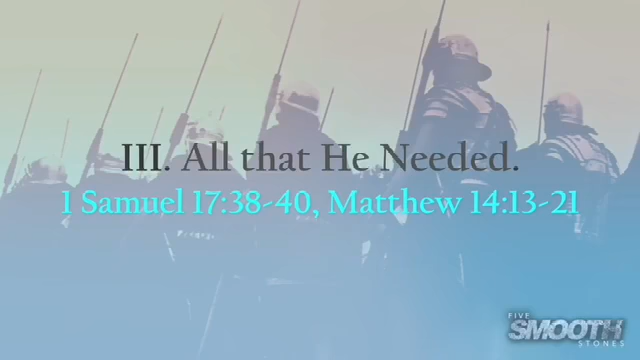 III. All that He Needed.
1 Samuel 17:38-40, Matthew 14:13-21
FIVE
SMOOTH
STONES